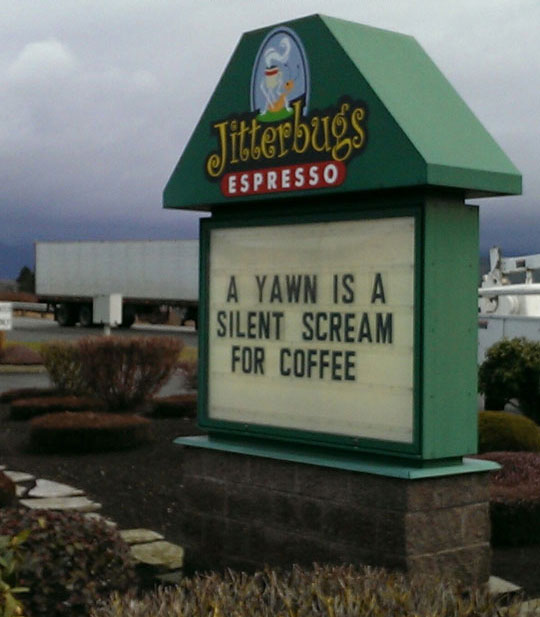 Jitterbugs
ESPRESSO
A YAWN IS A
SILENT SCREAM
FOR COFFEE